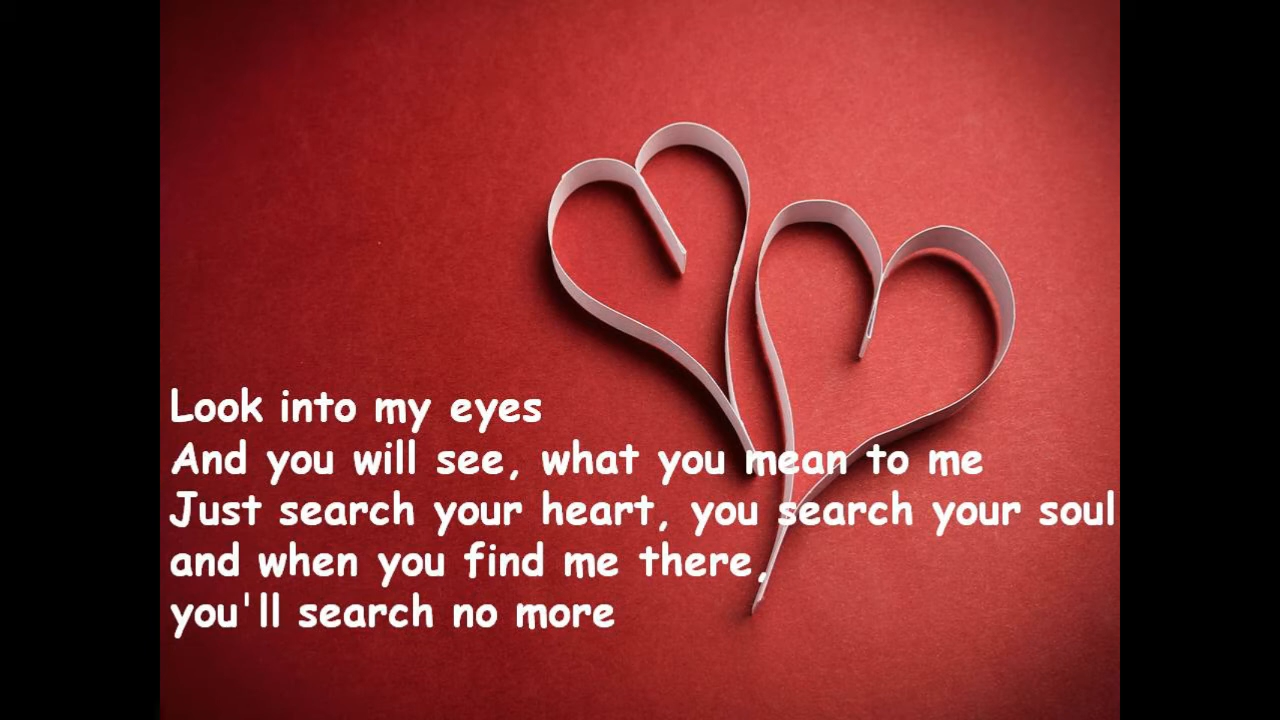 Look into my eyes
And you will see, what you mean to me
Just search your heart, you search your soul
and when you find me there,
you'll search no more